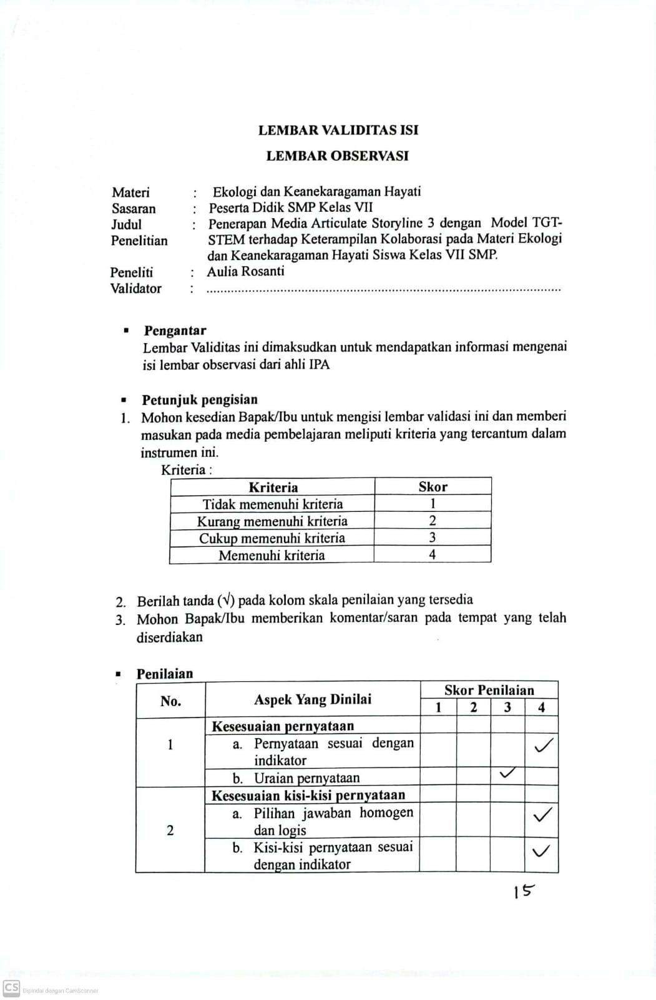 LEMBAR VALIDITAS ISI
LEMBAR OBSERVASI
Materi : Ekologi dan Keanekaragaman Hayati
Sasaran : Peserta Didik SMP Kelas VII
Judul : Penerapan Media Articulate Storyline 3 dengan Model TGT-
Penelitian STEM terhadap Keterampilan Kolaborasi pada Materi Ekologi
dan Keanekaragaman Hayati Siswa Kelas VII SMP.
Peneliti : Aulia Rosanti
Validator : ........................................................................................................
▪ Pengantar
Lembar Validitas ini dimaksudkan untuk mendapatkan informasi mengenai
isi lembar observasi dari ahli IPA
▪ Petunjuk pengisian
1. Mohon kesedian Bapak/Ibu untuk mengisi lembar validasi ini dan memberi
masukan pada media pembelajaran meliputi kriteria yang tercantum dalam
instrumen ini.
Kriteria :
Kriteria Skor
Tidak memenuhi kriteria 1
Kurang memenuhi kriteria 2
Cukup memenuhi kriteria 3
Memenuhi kriteria 4
2. Berilah tanda (√) pada kolom skala penilaian yang tersedia
3. Mohon Bapak/Ibu memberikan komentar/saran pada tempat yang telah
diserdiakan
▪ Penilaian
No. Aspek Yang Dinilai Skor Penilaian
1 2 3 4
Kesesuaian pernyataan
1 a. Pernyataan sesuai dengan ✓
indikator
b. Uraian pernyataan ✓
Kesesuaian kisi-kisi pernyataan
a. Pilihan jawaban homogen ✓
2 dan logis
b. Kisi-kisi pernyataan sesuai ✓
dengan indikator
15
CS Dipindai dengan CamScanner